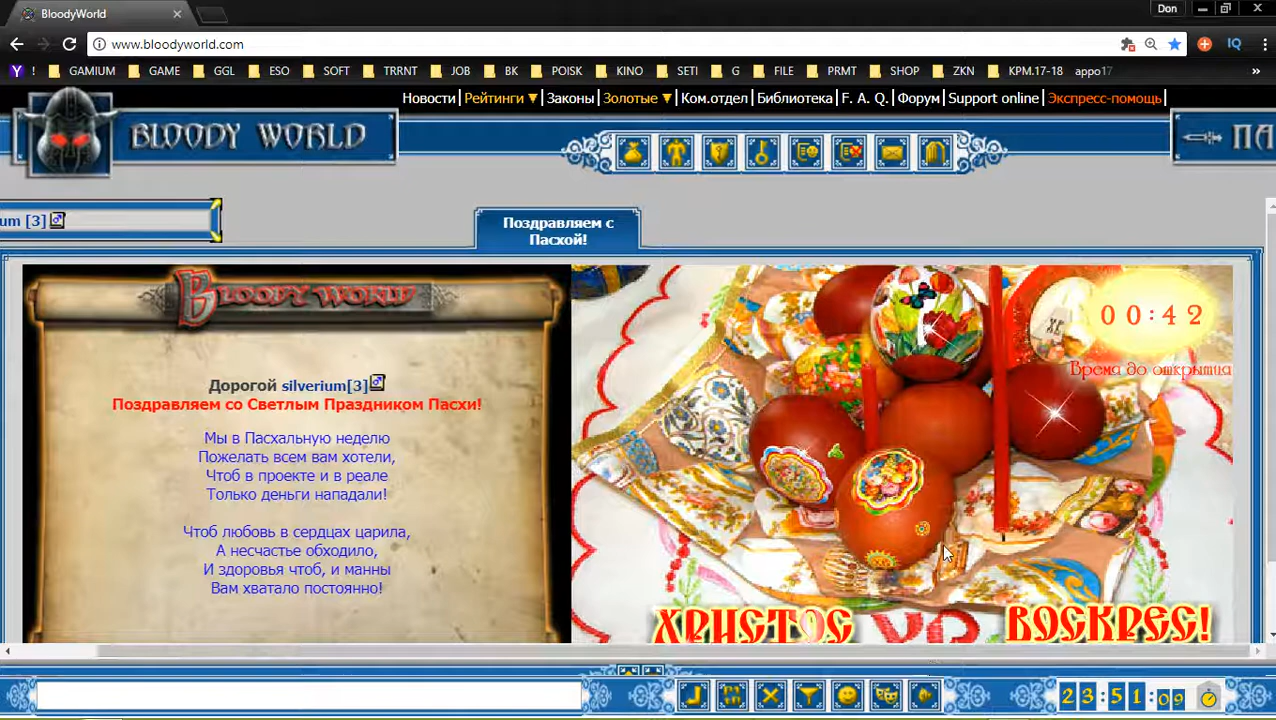 BloodyWorld
Don
www.bloodyworld.com
! GAMIUM GAME GGL ESO SOFT TRRNT JOB BK POISK KINO SETI G FILE PRMT SHOP ZKN KPM.17-18 appo17 »
Новости | Рейтинги ▼ | Законы | Золотые ▼ | Ком.отдел | Библиотека | F. A. Q. | Форум | Support online | Экспресс-помощь |
BLOODY WORLD
ПА
um [3]
Поздравляем с
Пасхой!
BLOODY WORLD
00:42
Время до открытия
Дорогой silverium[3]
Поздравляем со Светлым Праздником Пасхи!
Мы в Пасхальную неделю
Пожелать всем вам хотели,
Чтоб в проекте и в реале
Только деньги нападали!
Чтоб любовь в сердцах царила,
А несчастье обходило,
И здоровья чтоб, и манны
Вам хватало постоянно!
ХРИСТОС ВОСКРЕС!
23:51:09